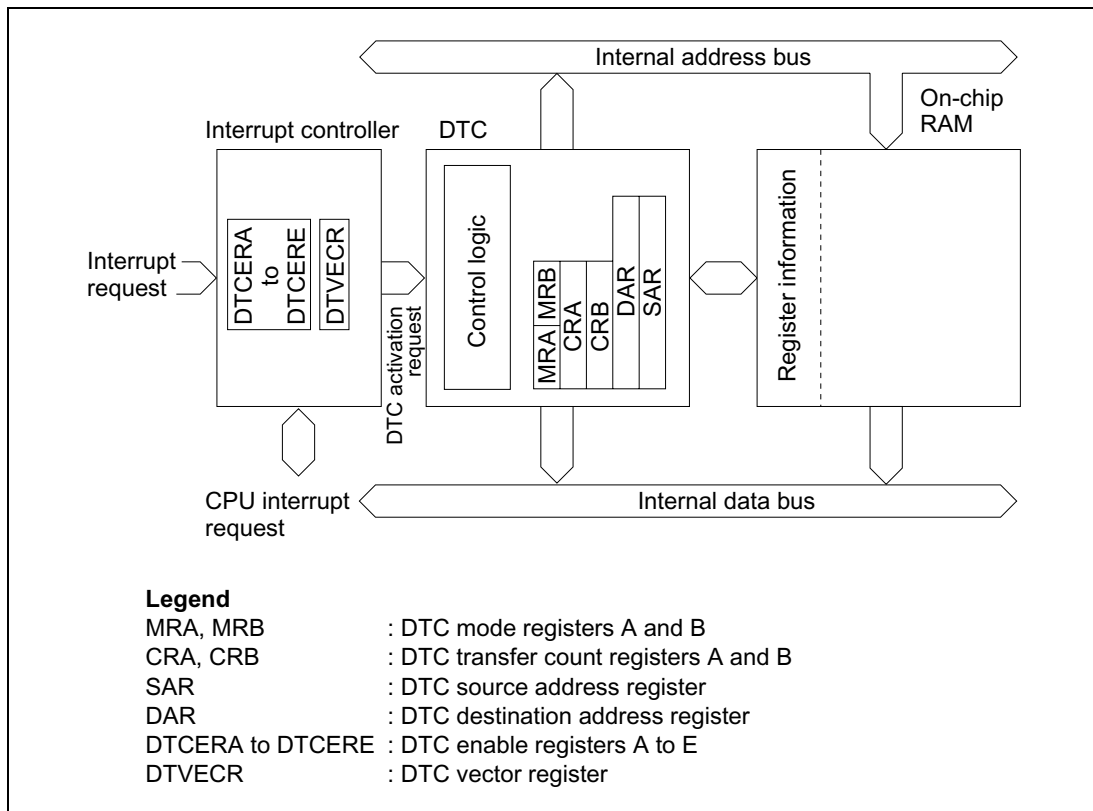 Internal address bus
On-chip
RAM
Interrupt controller
DTC
Interrupt
request
DTCERA
to
DTCERE
DTVECR
DTC activation
request
Control logic
MRA
MRB
CRA
CRB
DAR
SAR
Register information
CPU interrupt
request
Internal data bus
Legend
MRA, MRB : DTC mode registers A and B
CRA, CRB : DTC transfer count registers A and B
SAR : DTC source address register
DAR : DTC destination address register
DTCERA to DTCERE : DTC enable registers A to E
DTVECR : DTC vector register